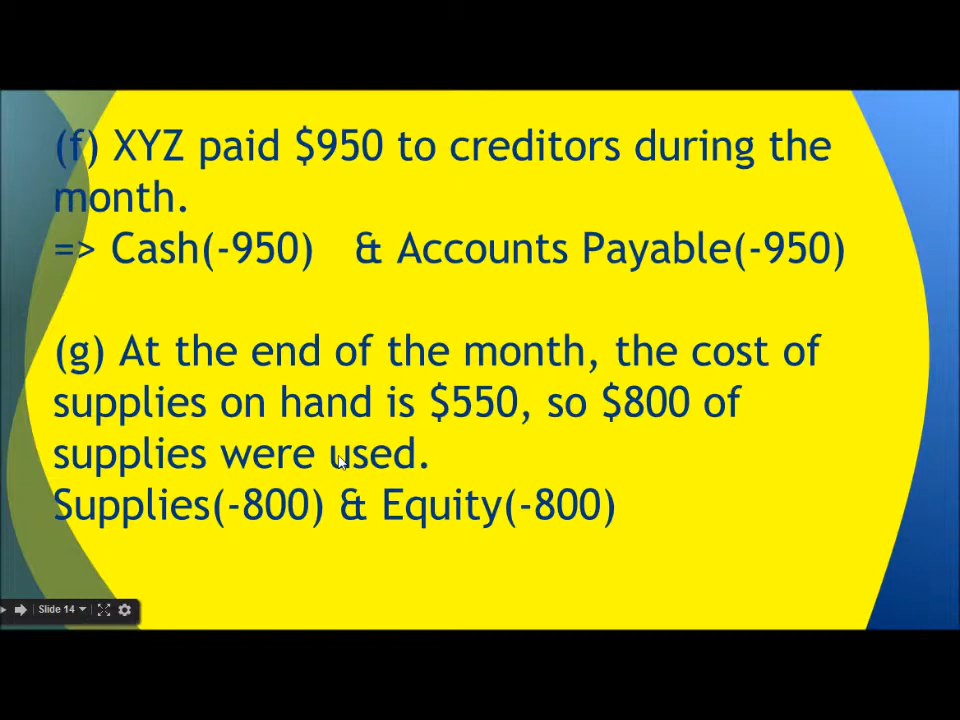 (f) XYZ paid $950 to creditors during the
month.
=> Cash(-950) & Accounts Payable(-950)
(g) At the end of the month, the cost of
supplies on hand is $550, so $800 of
supplies were used.
Supplies(-800) & Equity(-800)
Slide 14